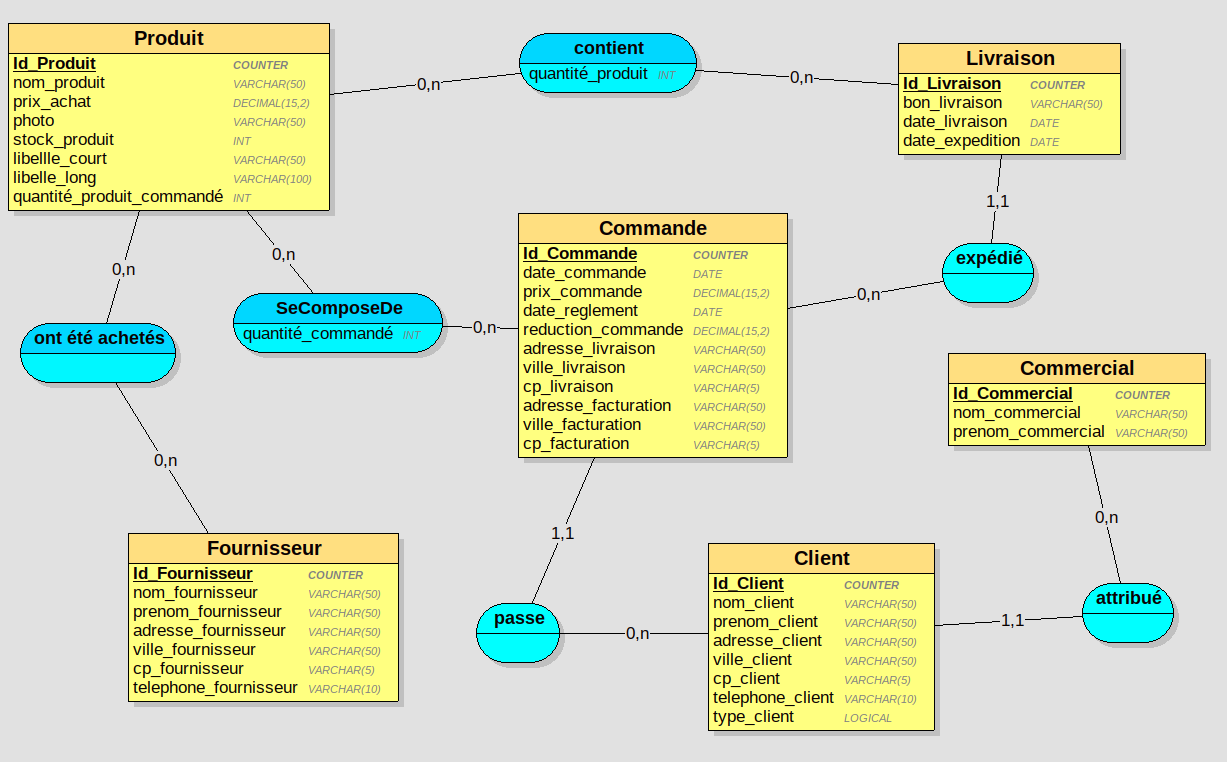 Produit
Id_Produit COUNTER
nom_produit VARCHAR(50)
prix_achat DECIMAL(15,2)
photo VARCHAR(50)
stock_produit INT
libellle_court VARCHAR(50)
libelle_long VARCHAR(100)
quantité_produit_commandé INT
0,n
contient
quantité_produit INT
0,n
Livraison
Id_Livraison COUNTER
bon_livraison VARCHAR(50)
date_livraison DATE
date_expedition DATE
1,1
expédié
0,n
0,n
0,n
SeComposeDe
quantité_commandé INT
0,n
Commande
Id_Commande COUNTER
date_commande DATE
prix_commande DECIMAL(15,2)
date_reglement DATE
reduction_commande DECIMAL(15,2)
adresse_livraison VARCHAR(50)
ville_livraison VARCHAR(50)
cp_livraison VARCHAR(5)
adresse_facturation VARCHAR(50)
ville_facturation VARCHAR(50)
cp_facturation VARCHAR(5)
ont été achetés
0,n
Commercial
Id_Commercial COUNTER
nom_commercial VARCHAR(50)
prenom_commercial VARCHAR(50)
0,n
1,1
Fournisseur
Id_Fournisseur COUNTER
nom_fournisseur VARCHAR(50)
prenom_fournisseur VARCHAR(50)
adresse_fournisseur VARCHAR(50)
ville_fournisseur VARCHAR(50)
cp_fournisseur VARCHAR(5)
telephone_fournisseur VARCHAR(10)
passe
0,n
Client
Id_Client COUNTER
nom_client VARCHAR(50)
prenom_client VARCHAR(50)
adresse_client VARCHAR(50)
ville_client VARCHAR(50)
cp_client VARCHAR(5)
telephone_client VARCHAR(10)
type_client LOGICAL
1,1
attribué